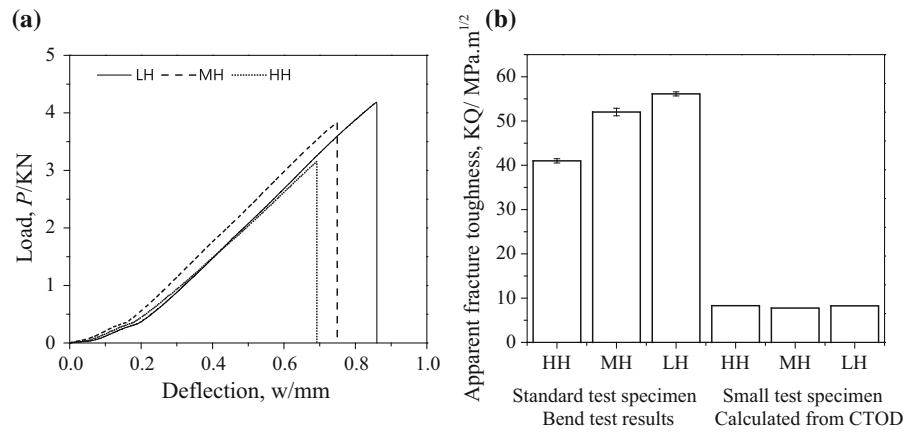 (a)
LH MH HH
Load, P/KN
5
4
3
2
1
0
0.0 0.2 0.4 0.6 0.8 1.0
Deflection, w/mm
(b)
Apparent fracture toughness, KQ/ MPa.m^1/2
60
50
40
30
20
10
0
HH MH LH HH MH LH
Standard test specimen Small test specimen
Bend test results Calculated from CTOD